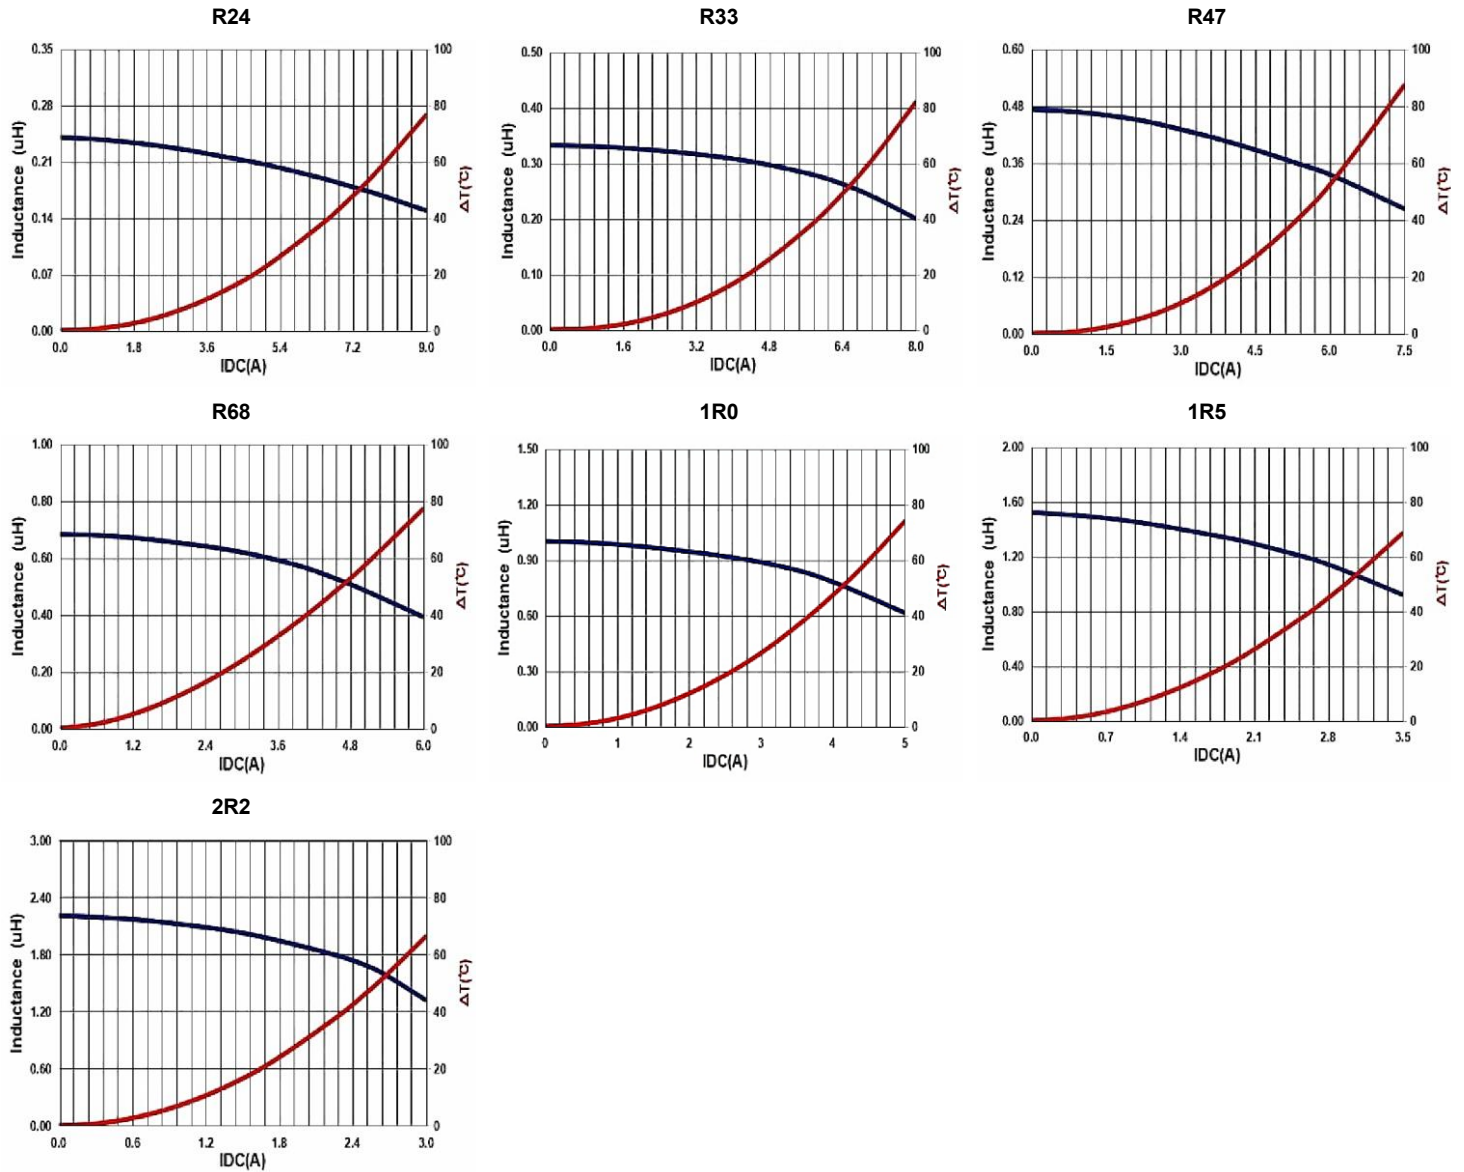 R24
0.35
0.28
0.21
0.14
0.07
0.00
100
80
60
40
20
0
0.0 1.8 3.6 5.4 7.2 9.0
Inductance (uH)
ΔT(℃)
IDC(A)
R33
0.50
0.40
0.30
0.20
0.10
0.00
100
80
60
40
20
0
0.0 1.6 3.2 4.8 6.4 8.0
Inductance (uH)
ΔT(℃)
IDC(A)
R47
0.60
0.48
0.36
0.24
0.12
0.00
100
80
60
40
20
0
0.0 1.5 3.0 4.5 6.0 7.5
Inductance (uH)
ΔT(℃)
IDC(A)
R68
1.00
0.80
0.60
0.40
0.20
0.00
100
80
60
40
20
0
0.0 1.2 2.4 3.6 4.8 6.0
Inductance (uH)
ΔT(℃)
IDC(A)
1R0
1.50
1.20
0.90
0.60
0.30
0.00
100
80
60
40
20
0
0 1 2 3 4 5
Inductance (uH)
ΔT(℃)
IDC(A)
1R5
2.00
1.60
1.20
0.80
0.40
0.00
100
80
60
40
20
0
0.0 0.7 1.4 2.1 2.8 3.5
Inductance (uH)
ΔT(℃)
IDC(A)
2R2
3.00
2.40
1.80
1.20
0.60
0.00
100
80
60
40
20
0
0.0 0.6 1.2 1.8 2.4 3.0
Inductance (uH)
ΔT(℃)
IDC(A)